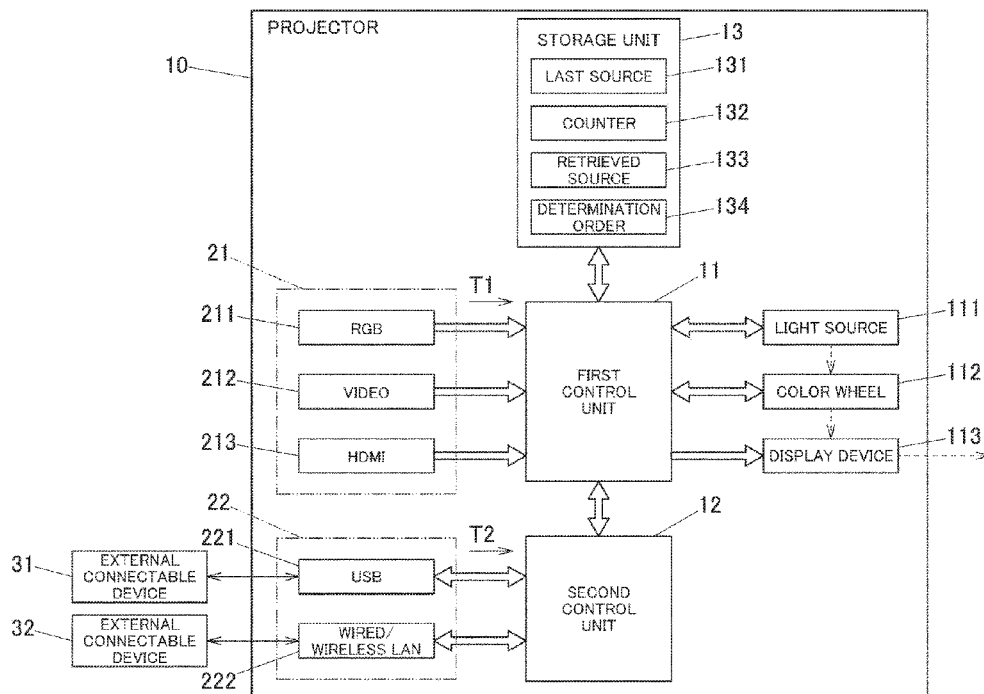 PROJECTOR
10
STORAGE UNIT
13
LAST SOURCE
131
COUNTER
132
RETRIEVED
SOURCE
133
DETERMINATION
ORDER
134
21
T1
11
211
RGB
LIGHT SOURCE
111
212
VIDEO
FIRST
CONTROL
UNIT
COLOR WHEEL
112
213
HDMI
DISPLAY DEVICE
113
22
T2
12
221
31
EXTERNAL
CONNECTABLE
DEVICE
USB
SECOND
CONTROL
UNIT
32
EXTERNAL
CONNECTABLE
DEVICE
WIRED/
WIRELESS LAN
222